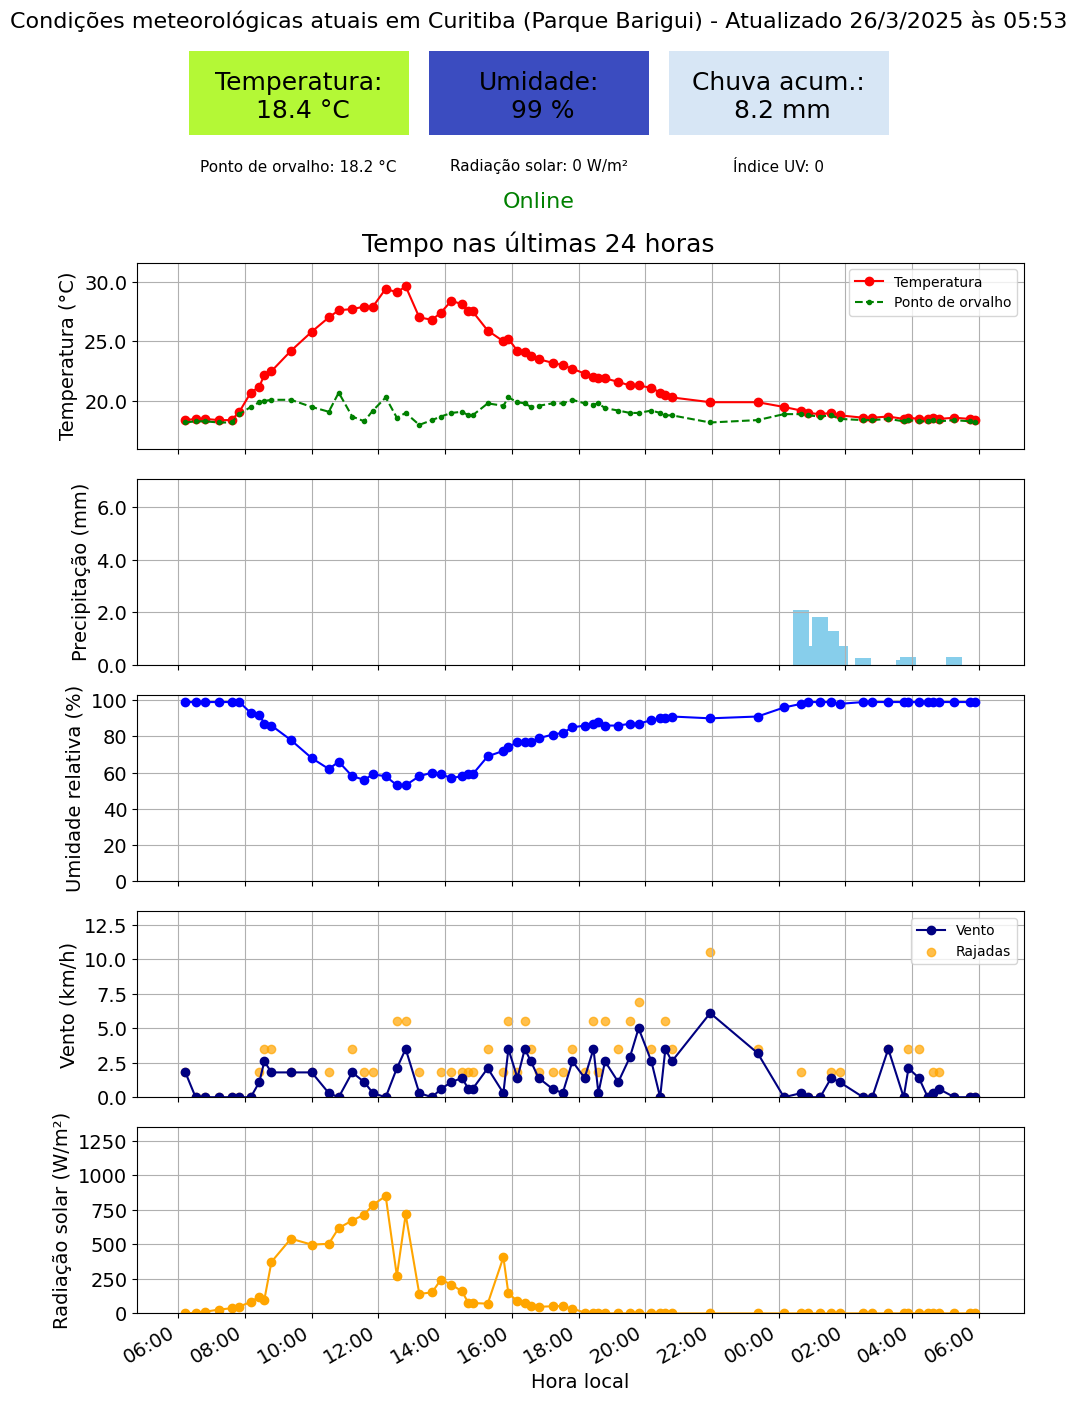 Condições meteorológicas atuais em Curitiba (Parque Barigui) - Atualizado 26/3/2025 às 05:53
Temperatura:
18.4 °C
Umidade:
99 %
Chuva acum.:
8.2 mm
Ponto de orvalho: 18.2 °C
Radiação solar: 0 W/m²
Índice UV: 0
Online
Tempo nas últimas 24 horas
Temperatura (°C)
30.0
25.0
20.0
Temperatura
Ponto de orvalho
Precipitação (mm)
6.0
4.0
2.0
0.0
Umidade relativa (%)
100
80
60
40
20
0
Vento (km/h)
12.5
10.0
7.5
5.0
2.5
0.0
Vento
Rajadas
Radiação solar (W/m²)
1250
1000
750
500
250
0
06:00
08:00
10:00
12:00
14:00
16:00
18:00
20:00
22:00
00:00
02:00
04:00
06:00
Hora local